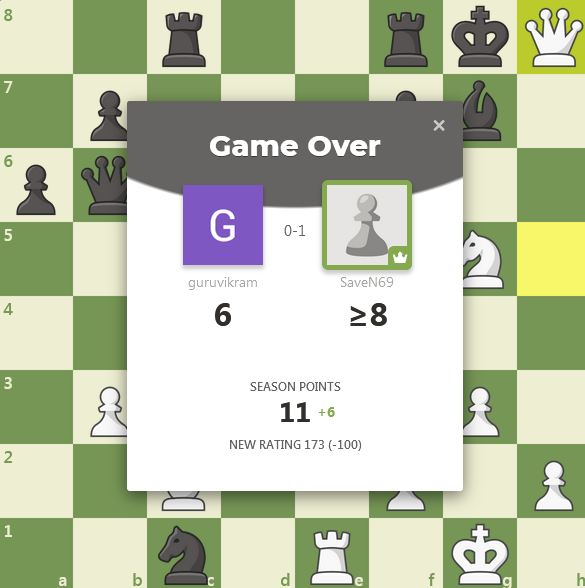 8
7
6
5
4
3
2
1
a b c d e f g h
Game Over
×
G
0-1
guruvikram
SaveN69
6
≥8
SEASON POINTS
11 +6
NEW RATING 173 (-100)